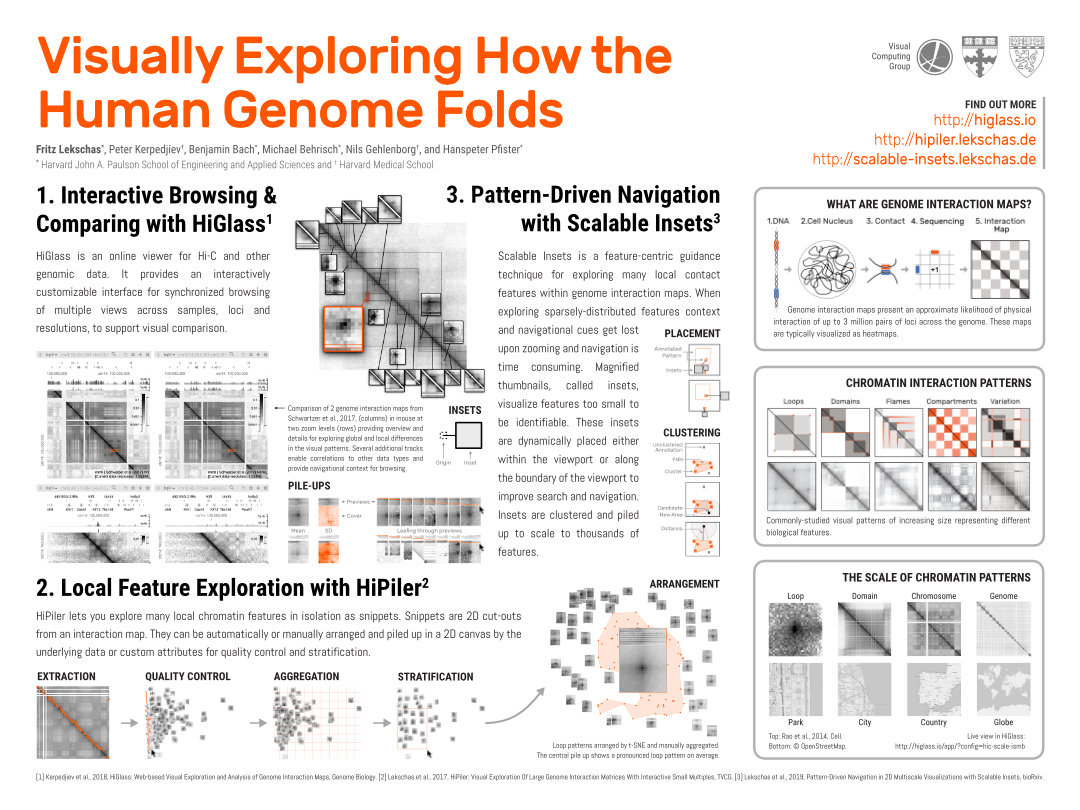 Visually Exploring How the
Human Genome Folds
Fritz Lekschas*, Peter Kerpedjiev†, Benjamin Bach*, Michael Behrisch*, Nils Gehlenborg†, and Hanspeter Pfister*
* Harvard John A. Paulson School of Engineering and Applied Sciences and † Harvard Medical School
Visual
Computing
Group
FIND OUT MORE
http://higlass.io
http://hipiler.lekschas.de
http://scalable-insets.lekschas.de
1. Interactive Browsing &
Comparing with HiGlass1
HiGlass is an online viewer for Hi-C and other
genomic data. It provides an interactively
customizable interface for synchronized browsing
of multiple views across samples, loci and
resolutions, to support visual comparison.
Comparison of 2 genome interaction maps from
Schwartzer et al., 2017, (columns) in mouse at
two zoom levels (rows) providing overview and
details for exploring global and local differences
in the visual patterns. Several additional tracks
enable correlations to other data types and
provide navigational context for browsing.
INSETS
Origin Inset
PILE-UPS
Previews
Cover
Mean SD Leafing through previews
3. Pattern-Driven Navigation
with Scalable Insets3
Scalable Insets is a feature-centric guidance
technique for exploring many local contact
features within genome interaction maps. When
exploring sparsely-distributed features context
and navigational cues get lost
upon zooming and navigation is
time consuming. Magnified
thumbnails, called insets,
visualize features too small to
be identifiable. These insets
are dynamically placed either
within the viewport or along
the boundary of the viewport to
improve search and navigation.
Insets are clustered and piled
up to scale to thousands of
features.
PLACEMENT
Annotated
Pattern
Insets
CLUSTERING
Unclustered
Annotation
Cluster
Candidate
New Area
Distance
2. Local Feature Exploration with HiPiler2
HiPiler lets you explore many local chromatin features in isolation as snippets. Snippets are 2D cut-outs
from an interaction map. They can be automatically or manually arranged and piled up in a 2D canvas by the
underlying data or custom attributes for quality control and stratification.
EXTRACTION
QUALITY CONTROL
AGGREGATION
STRATIFICATION
ARRANGEMENT
Loop patterns arranged by t-SNE and manually aggregated.
The central pile up shows a pronounced loop pattern on average.
WHAT ARE GENOME INTERACTION MAPS?
1.DNA 2.Cell Nucleus 3. Contact 4. Sequencing 5. Interaction
Map
+1
Genome interaction maps present an approximate likelihood of physical
interaction of up to 3 million pairs of loci across the genome. These maps
are typically visualized as heatmaps.
CHROMATIN INTERACTION PATTERNS
Loops Domains Flames Compartments Variation
Commonly-studied visual patterns of increasing size representing different
biological features.
THE SCALE OF CHROMATIN PATTERNS
Loop Domain Chromosome Genome
Park City Country Globe
Top: Rao et al., 2014, Cell. Live view in HiGlass:
Bottom: © OpenStreetMap. http://higlass.io/app/?config=hic-scale-ismb
[1] Kerpedjiev et al., 2018, HiGlass: Web-based Visual Exploration and Analysis of Genome Interaction Maps, Genome Biology. [2] Lekschas et al., 2017, HiPiler: Visual Exploration Of Large Genome Interaction Matrices With Interactive Small Multiples, TVCG. [3] Lekschas et al., 2019, Pattern-Driven Navigation in 2D Multiscale Visualizations with Scalable Insets, bioRxiv.